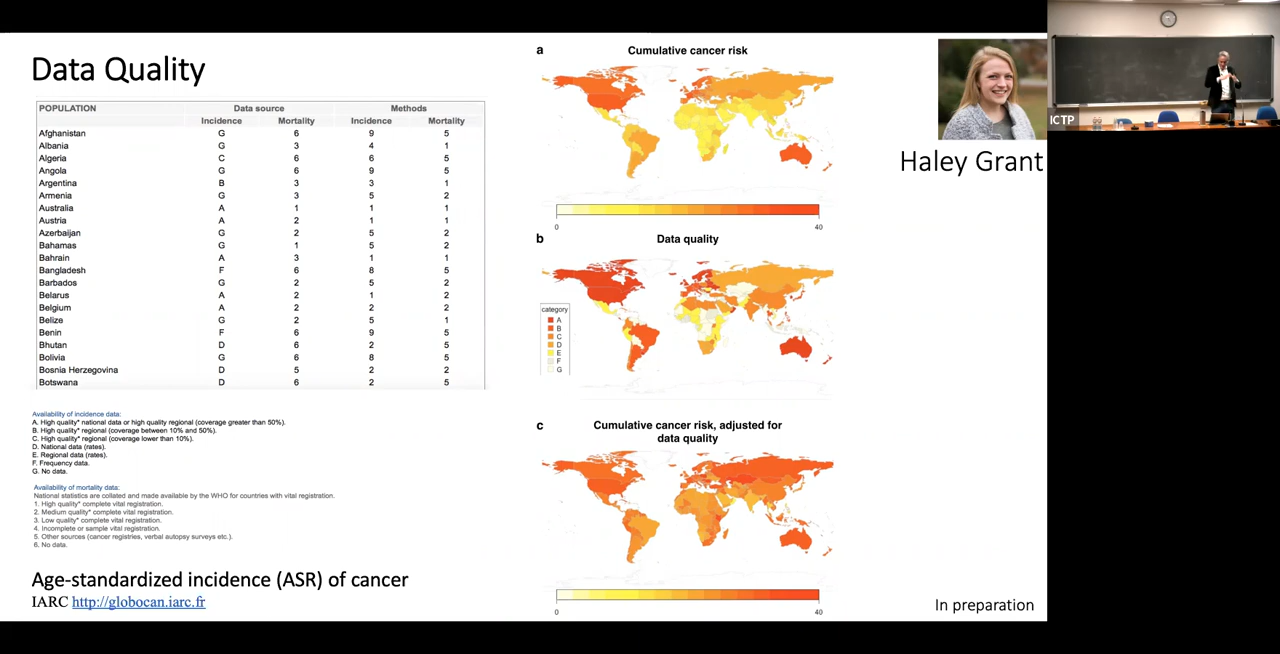 Data Quality
POPULATION Data source Methods
Incidence Mortality Incidence Mortality
Afghanistan G 6 9 5
Albania G 3 4 1
Algeria C 6 6 5
Angola G 6 9 5
Argentina B 3 3 1
Armenia G 3 5 2
Australia A 1 1 1
Austria A 2 1 1
Azerbaijan G 2 5 2
Bahamas G 1 5 2
Bahrain A 3 1 1
Bangladesh F 6 8 5
Barbados G 2 5 2
Belarus A 2 1 2
Belgium A 2 2 2
Belize G 2 5 1
Benin F 6 9 5
Bhutan D 6 2 5
Bolivia G 6 8 5
Bosnia Herzegovina D 5 2 2
Botswana D 6 2 5
Availability of incidence data:
A. High quality* national data or high quality regional (coverage greater than 50%).
B. High quality* regional (coverage between 10% and 50%).
C. High quality* regional (coverage lower than 10%).
D. National data (rates).
E. Regional data (rates).
F. Frequency data.
G. No data.
Availability of mortality data:
National statistics are collated and made available by the WHO for countries with vital registration.
1. High quality* complete vital registration.
2. Medium quality* complete vital registration.
3. Low quality* complete vital registration.
4. Incomplete or sample vital registration.
5. Other sources (cancer registries, verbal autopsy surveys etc.).
6. No data.
Age-standardized incidence (ASR) of cancer
IARC http://globocan.iarc.fr
a
Cumulative cancer risk
0 40
b
Data quality
category
A
B
C
D
E
F
G
c
Cumulative cancer risk, adjusted for
data quality
0 40
Haley Grant
In preparation
ICTP